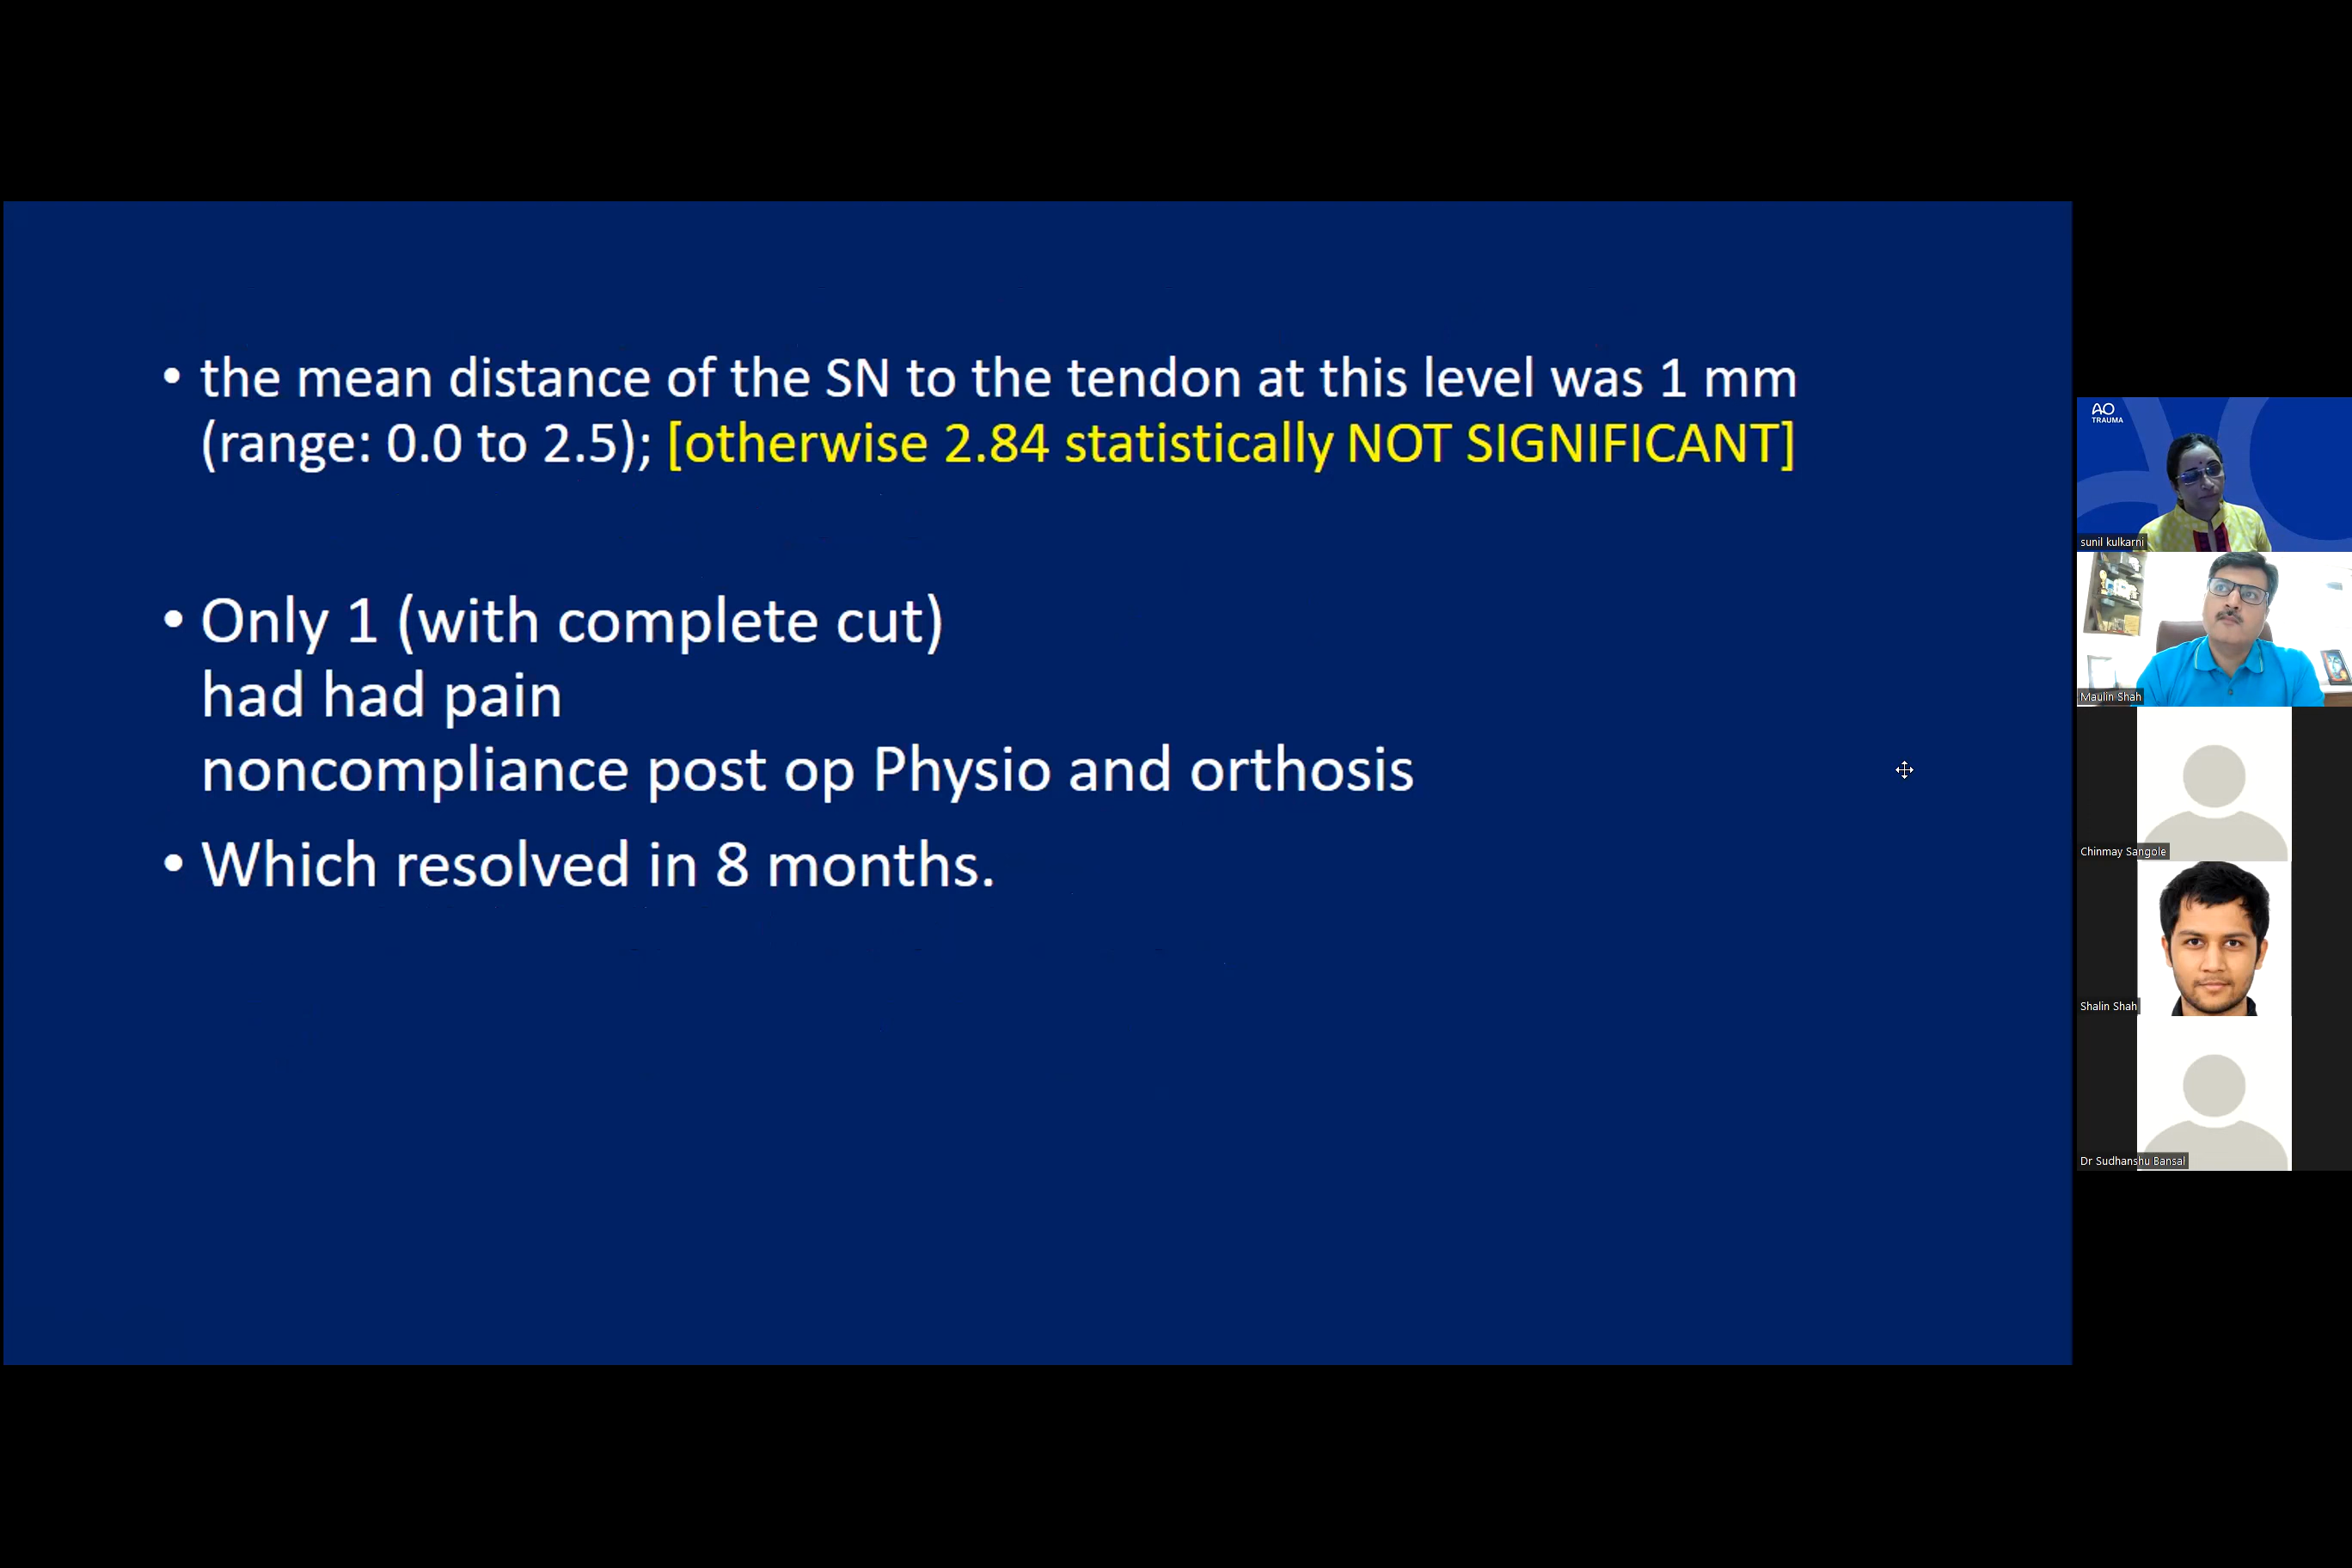 • the mean distance of the SN to the tendon at this level was 1 mm
(range: 0.0 to 2.5); [otherwise 2.84 statistically NOT SIGNIFICANT]
• Only 1 (with complete cut)
had had pain
noncompliance post op Physio and orthosis
• Which resolved in 8 months.
AO
TRAUMA
sunil kulkarni
Maulin Shah
Chinmay Sangole
Shalin Shah
Dr Sudhanshu Bansal